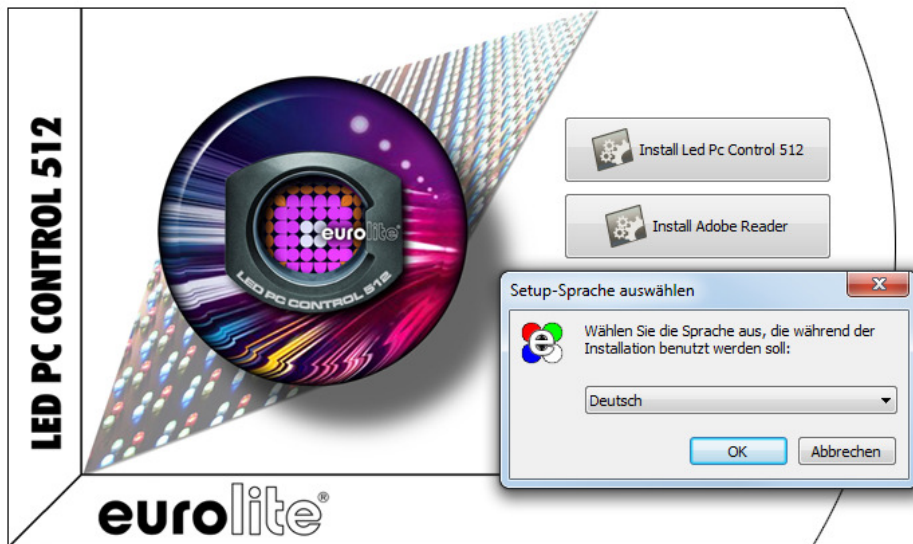 LED PC CONTROL 512
eurolite®
LED PC CONTROL 512
Install Led Pc Control 512
Install Adobe Reader
Setup-Sprache auswählen
Wählen Sie die Sprache aus, die während der
Installation benutzt werden soll:
Deutsch
OK
Abbrechen
eurolite®